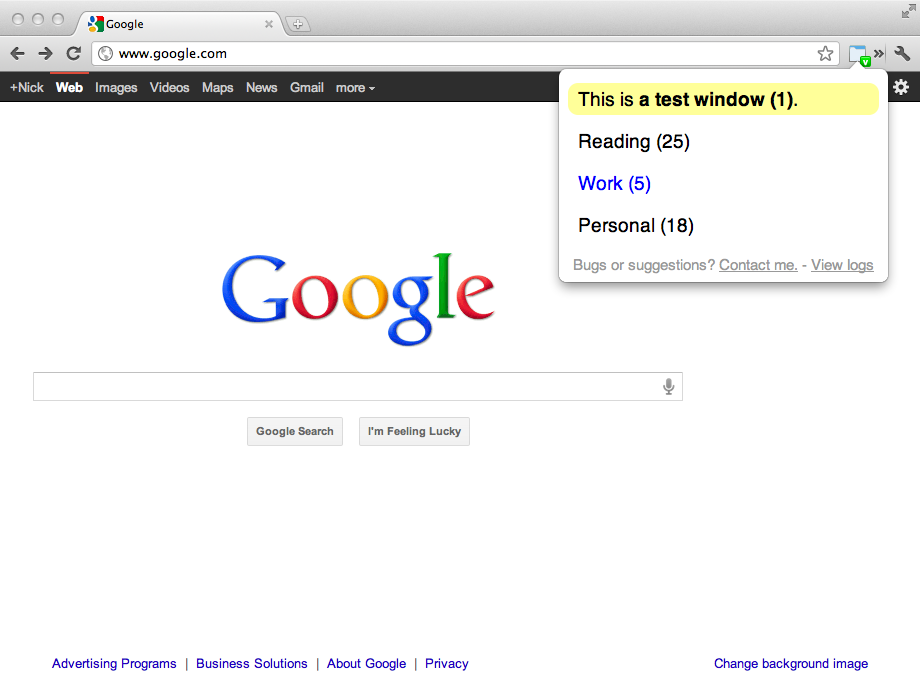 Google
www.google.com
+Nick Web Images Videos Maps News Gmail more
v
This is a test window (1).
Reading (25)
Work (5)
Personal (18)
Bugs or suggestions? Contact me. - View logs
Google
Google Search I'm Feeling Lucky
Advertising Programs | Business Solutions | About Google | Privacy Change background image